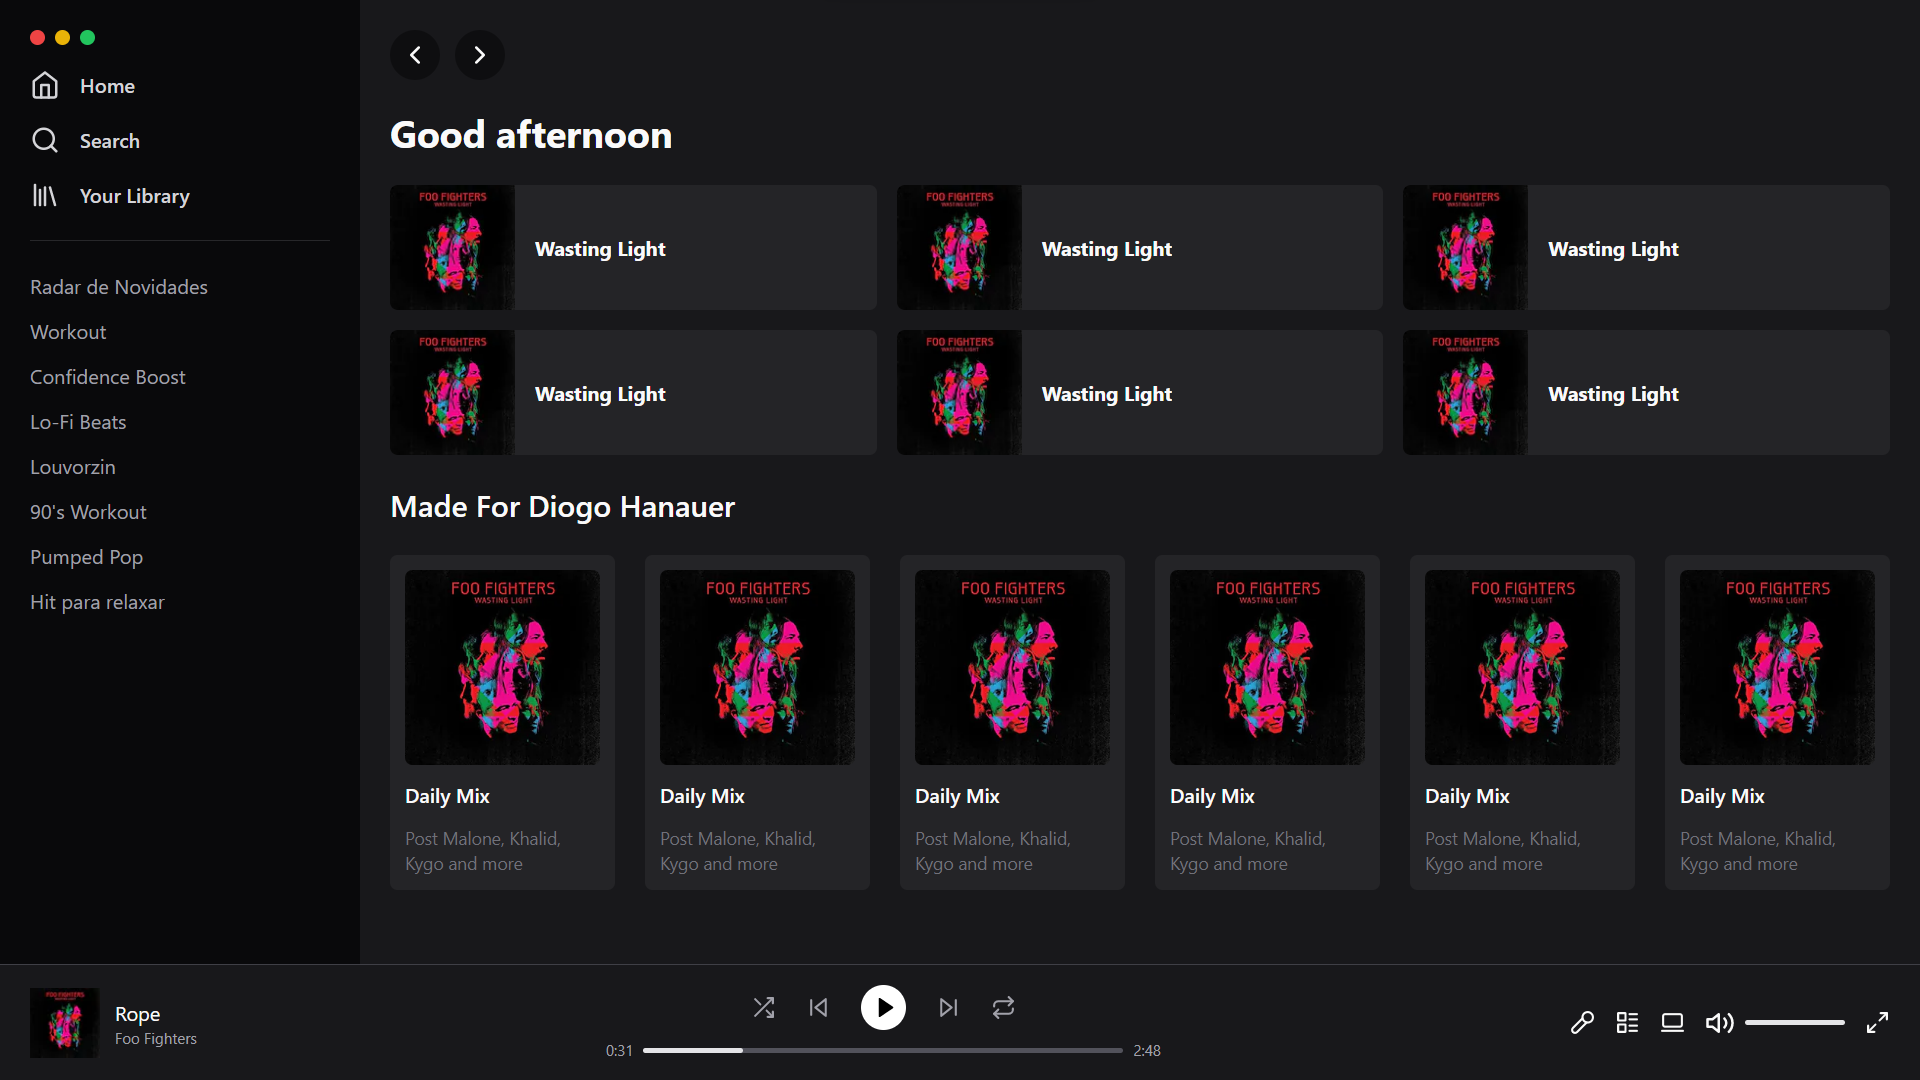 Home
Search
Your Library
Radar de Novidades
Workout
Confidence Boost
Lo-Fi Beats
Louvorzin
90's Workout
Pumped Pop
Hit para relaxar
Good afternoon
FOO FIGHTERS
WASTING LIGHT
Wasting Light
FOO FIGHTERS
WASTING LIGHT
Wasting Light
FOO FIGHTERS
WASTING LIGHT
Wasting Light
FOO FIGHTERS
WASTING LIGHT
Wasting Light
FOO FIGHTERS
WASTING LIGHT
Wasting Light
FOO FIGHTERS
WASTING LIGHT
Wasting Light
Made For Diogo Hanauer
FOO FIGHTERS
WASTING LIGHT
Daily Mix
Post Malone, Khalid,
Kygo and more
FOO FIGHTERS
WASTING LIGHT
Daily Mix
Post Malone, Khalid,
Kygo and more
FOO FIGHTERS
WASTING LIGHT
Daily Mix
Post Malone, Khalid,
Kygo and more
FOO FIGHTERS
WASTING LIGHT
Daily Mix
Post Malone, Khalid,
Kygo and more
FOO FIGHTERS
WASTING LIGHT
Daily Mix
Post Malone, Khalid,
Kygo and more
FOO FIGHTERS
WASTING LIGHT
Daily Mix
Post Malone, Khalid,
Kygo and more
FOO FIGHTERS
Rope
Foo Fighters
0:31
2:48